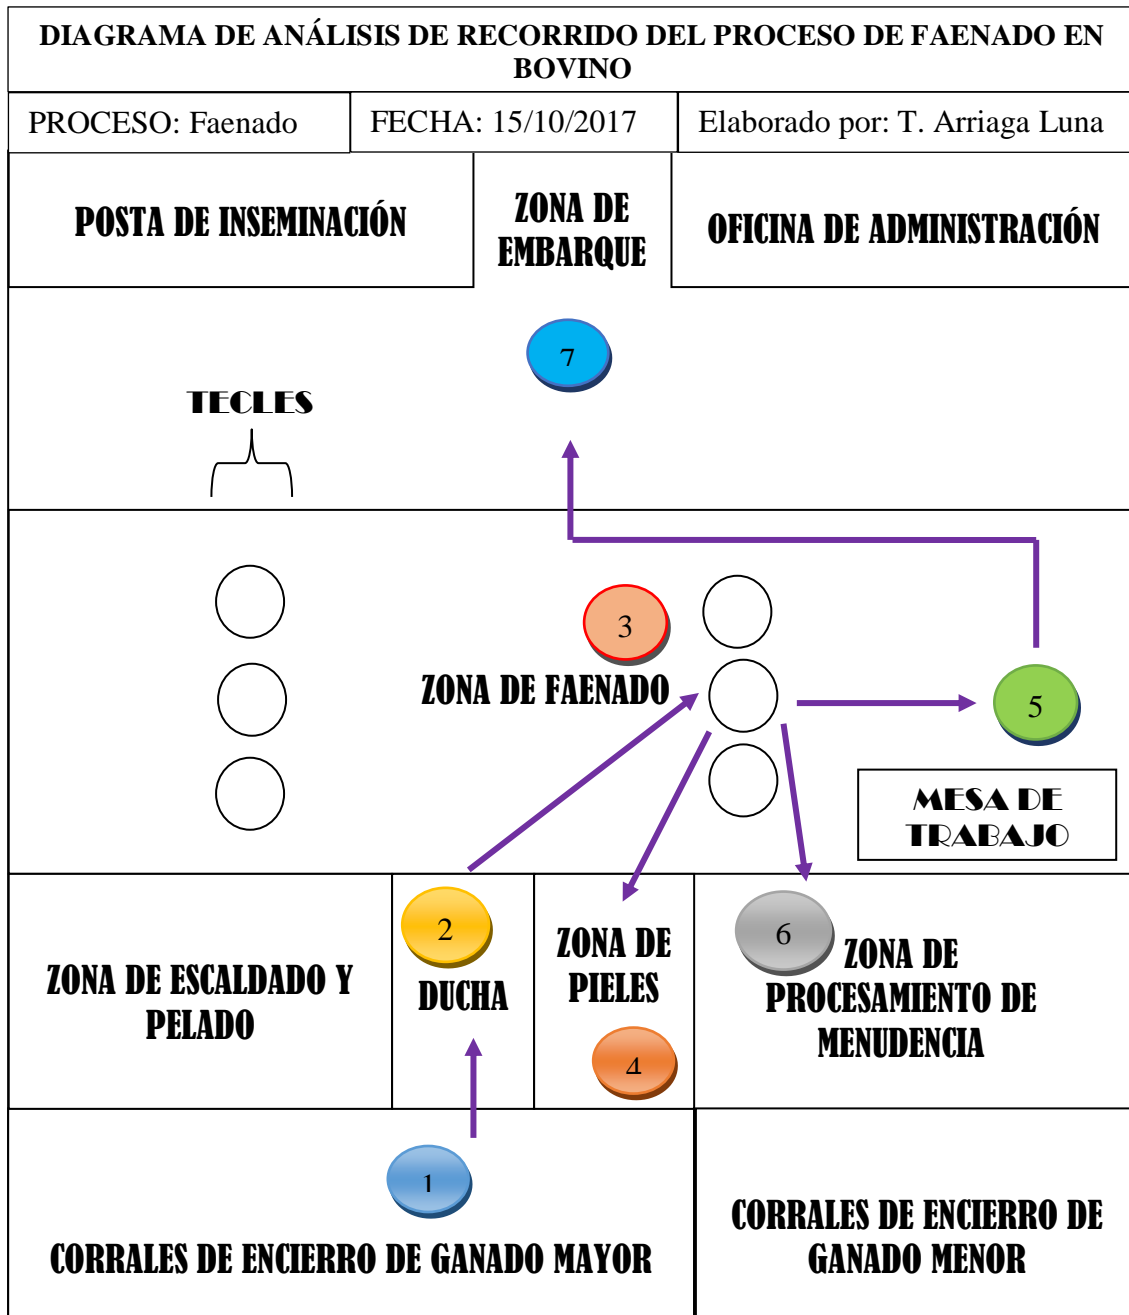 DIAGRAMA DE ANÁLISIS DE RECORRIDO DEL PROCESO DE FAENADO EN
BOVINO
PROCESO: Faenado
FECHA: 15/10/2017
Elaborado por: T. Arriaga Luna
POSTA DE INSEMINACIÓN
ZONA DE
EMBARQUE
OFICINA DE ADMINISTRACIÓN
7
TECLES
3
ZONA DE FAENADO
5
MESA DE
TRABAJO
ZONA DE ESCALDADO Y
PELADO
2
DUCHA
ZONA DE
PIELES
4
6
ZONA DE
PROCESAMIENTO DE
MENUDENCIA
1
CORRALES DE ENCIERRO DE GANADO MAYOR
CORRALES DE ENCIERRO DE
GANADO MENOR